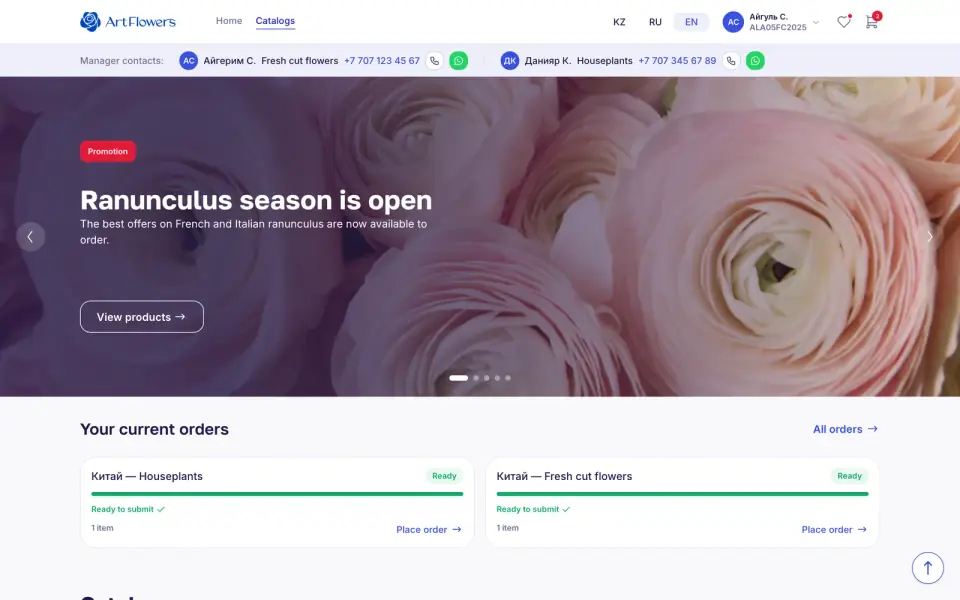 ArtFlowers
Home Catalogs
KZ RU EN
АС Айгуль С.
ALA05FC2025
2
Manager contacts: АС Айгерим С. Fresh cut flowers +7 707 123 45 67 ДК Данияр К. Houseplants +7 707 345 67 89
Promotion
Ranunculus season is open
The best offers on French and Italian ranunculus are now available to
order.
View products →
Your current orders All orders →
Китай — Houseplants Ready
Ready to submit ✓
1 item Place order →
Китай — Fresh cut flowers Ready
Ready to submit ✓
1 item Place order →